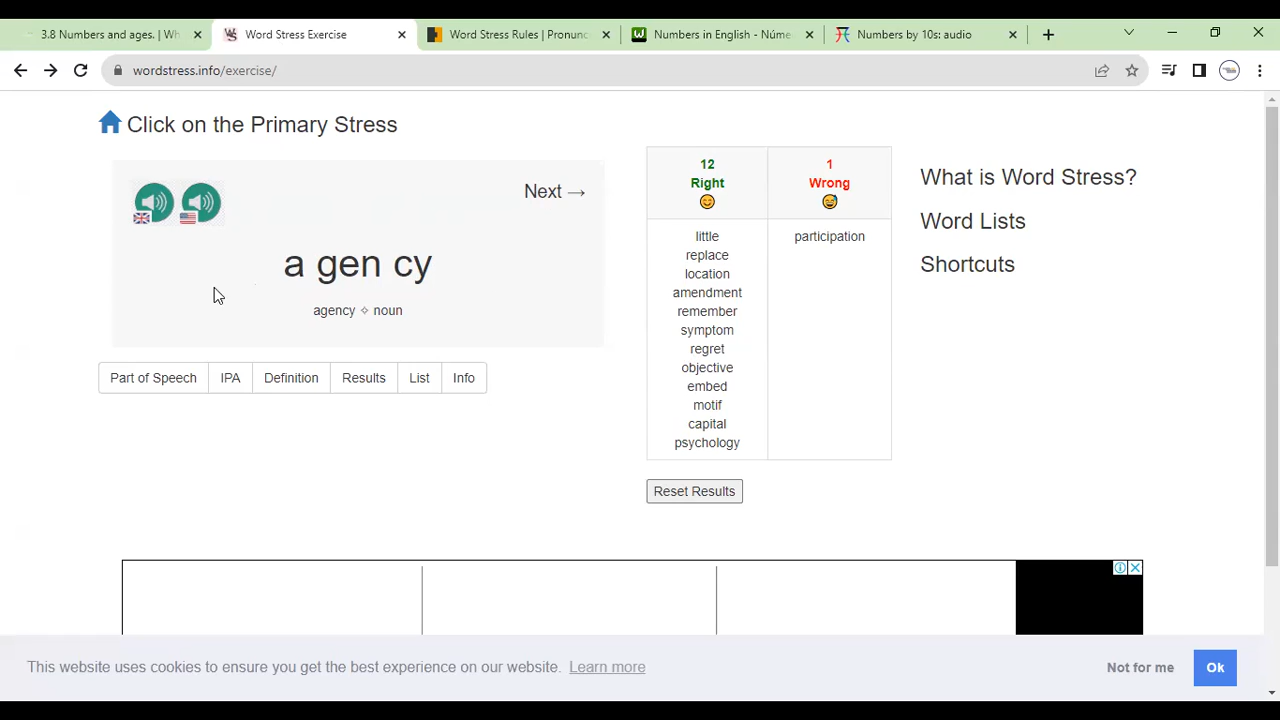 3.8 Numbers and ages. | Wh
Word Stress Exercise
Word Stress Rules | Pronunc
Numbers in English - Núme
Numbers by 10s: audio
wordstress.info/exercise/
Click on the Primary Stress
Next →
a gen cy
agency ✧ noun
Part of Speech
IPA
Definition
Results
List
Info
12
Right
1
Wrong
little
replace
location
amendment
remember
symptom
regret
objective
embed
motif
capital
psychology
participation
Reset Results
What is Word Stress?
Word Lists
Shortcuts
This website uses cookies to ensure you get the best experience on our website. Learn more
Not for me
Ok